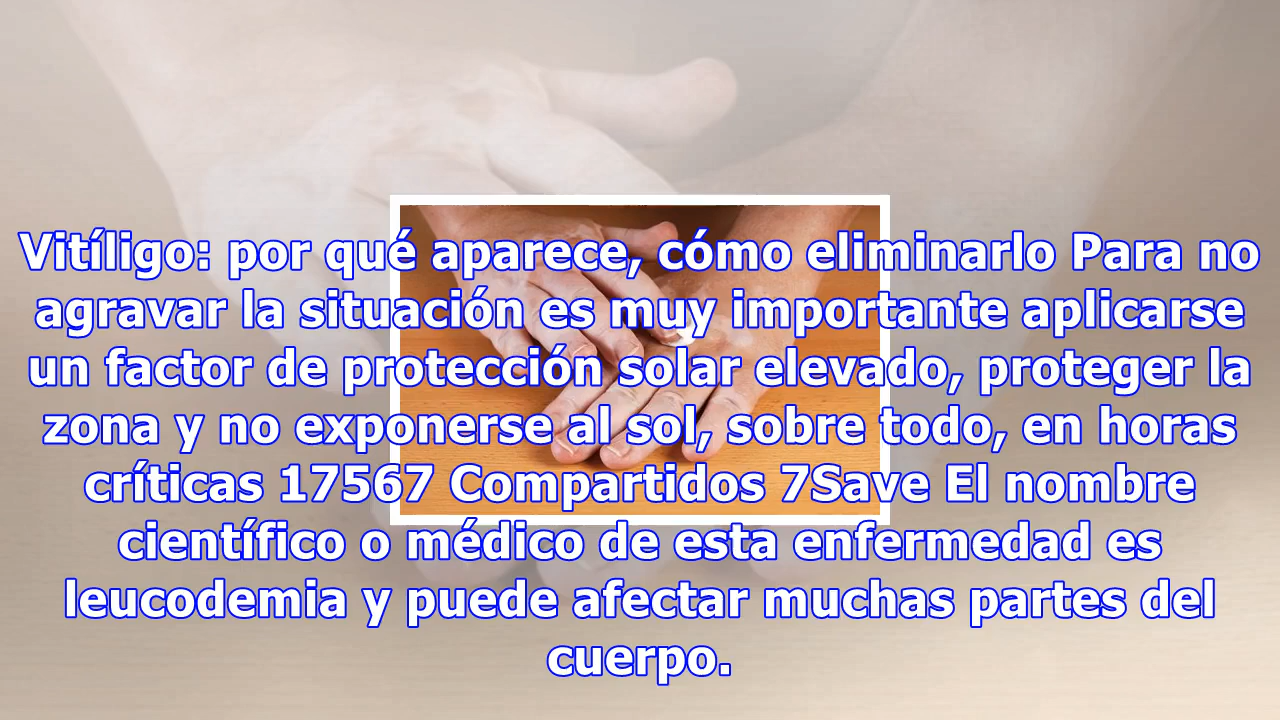 Vitíligo: por qué aparece, cómo eliminarlo Para no
agravar la situación es muy importante aplicarse
un factor de protección solar elevado, proteger la
zona y no exponerse al sol, sobre todo, en horas
críticas 17567 Compartidos 7Save El nombre
científico o médico de esta enfermedad es
leucodemia y puede afectar muchas partes del
cuerpo.